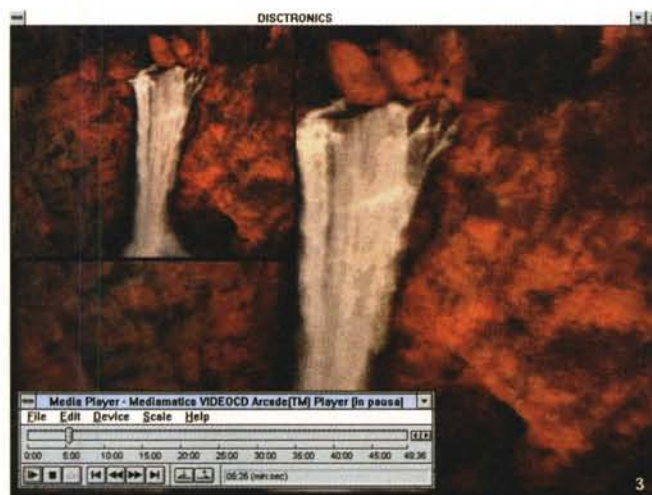 DISCTRONICS
Media Player - Mediamatics VIDEOCD Arcade(TM) Player [in pausa]
File Edit Device Scale Help
0:00 5:00 10:00 15:00 20:00 25:00 30:00 35:00 40:00 45:00 49:36
05:26 (min:sec)
3